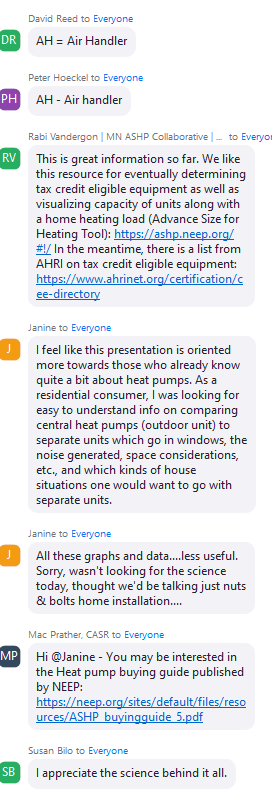 David Reed to Everyone
DR
AH = Air Handler
Peter Hoeckel to Everyone
PH
AH - Air handler
Rabi Vandergon | MN ASHP Collaborative | ... to Everyon
RV
This is great information so far. We like
this resource for eventually determining
tax credit eligible equipment as well as
visualizing capacity of units along with
a home heating load (Advance Size for
Heating Tool): https://ashp.neep.org/
#!/ In the meantime, there is a list from
AHRI on tax credit eligible equipment:
https://www.ahrinet.org/certification/c
ee-directory
Janine to Everyone
J
I feel like this presentation is oriented
more towards those who already know
quite a bit about heat pumps. As a
residential consumer, I was looking for
easy to understand info on comparing
central heat pumps (outdoor unit) to
separate units which go in windows, the
noise generated, space considerations,
etc., and which kinds of house
situations one would want to go with
separate units.
Janine to Everyone
J
All these graphs and data....less useful.
Sorry, wasn't looking for the science
today, thought we'd be talking just nuts
& bolts home installation....
Mac Prather, CASR to Everyone
MP
Hi @Janine - You may be interested in
the Heat pump buying guide published
by NEEP:
https://neep.org/sites/default/files/reso
urces/ASHP_buyingguide_5.pdf
Susan Bilo to Everyone
SB
I appreciate the science behind it all.